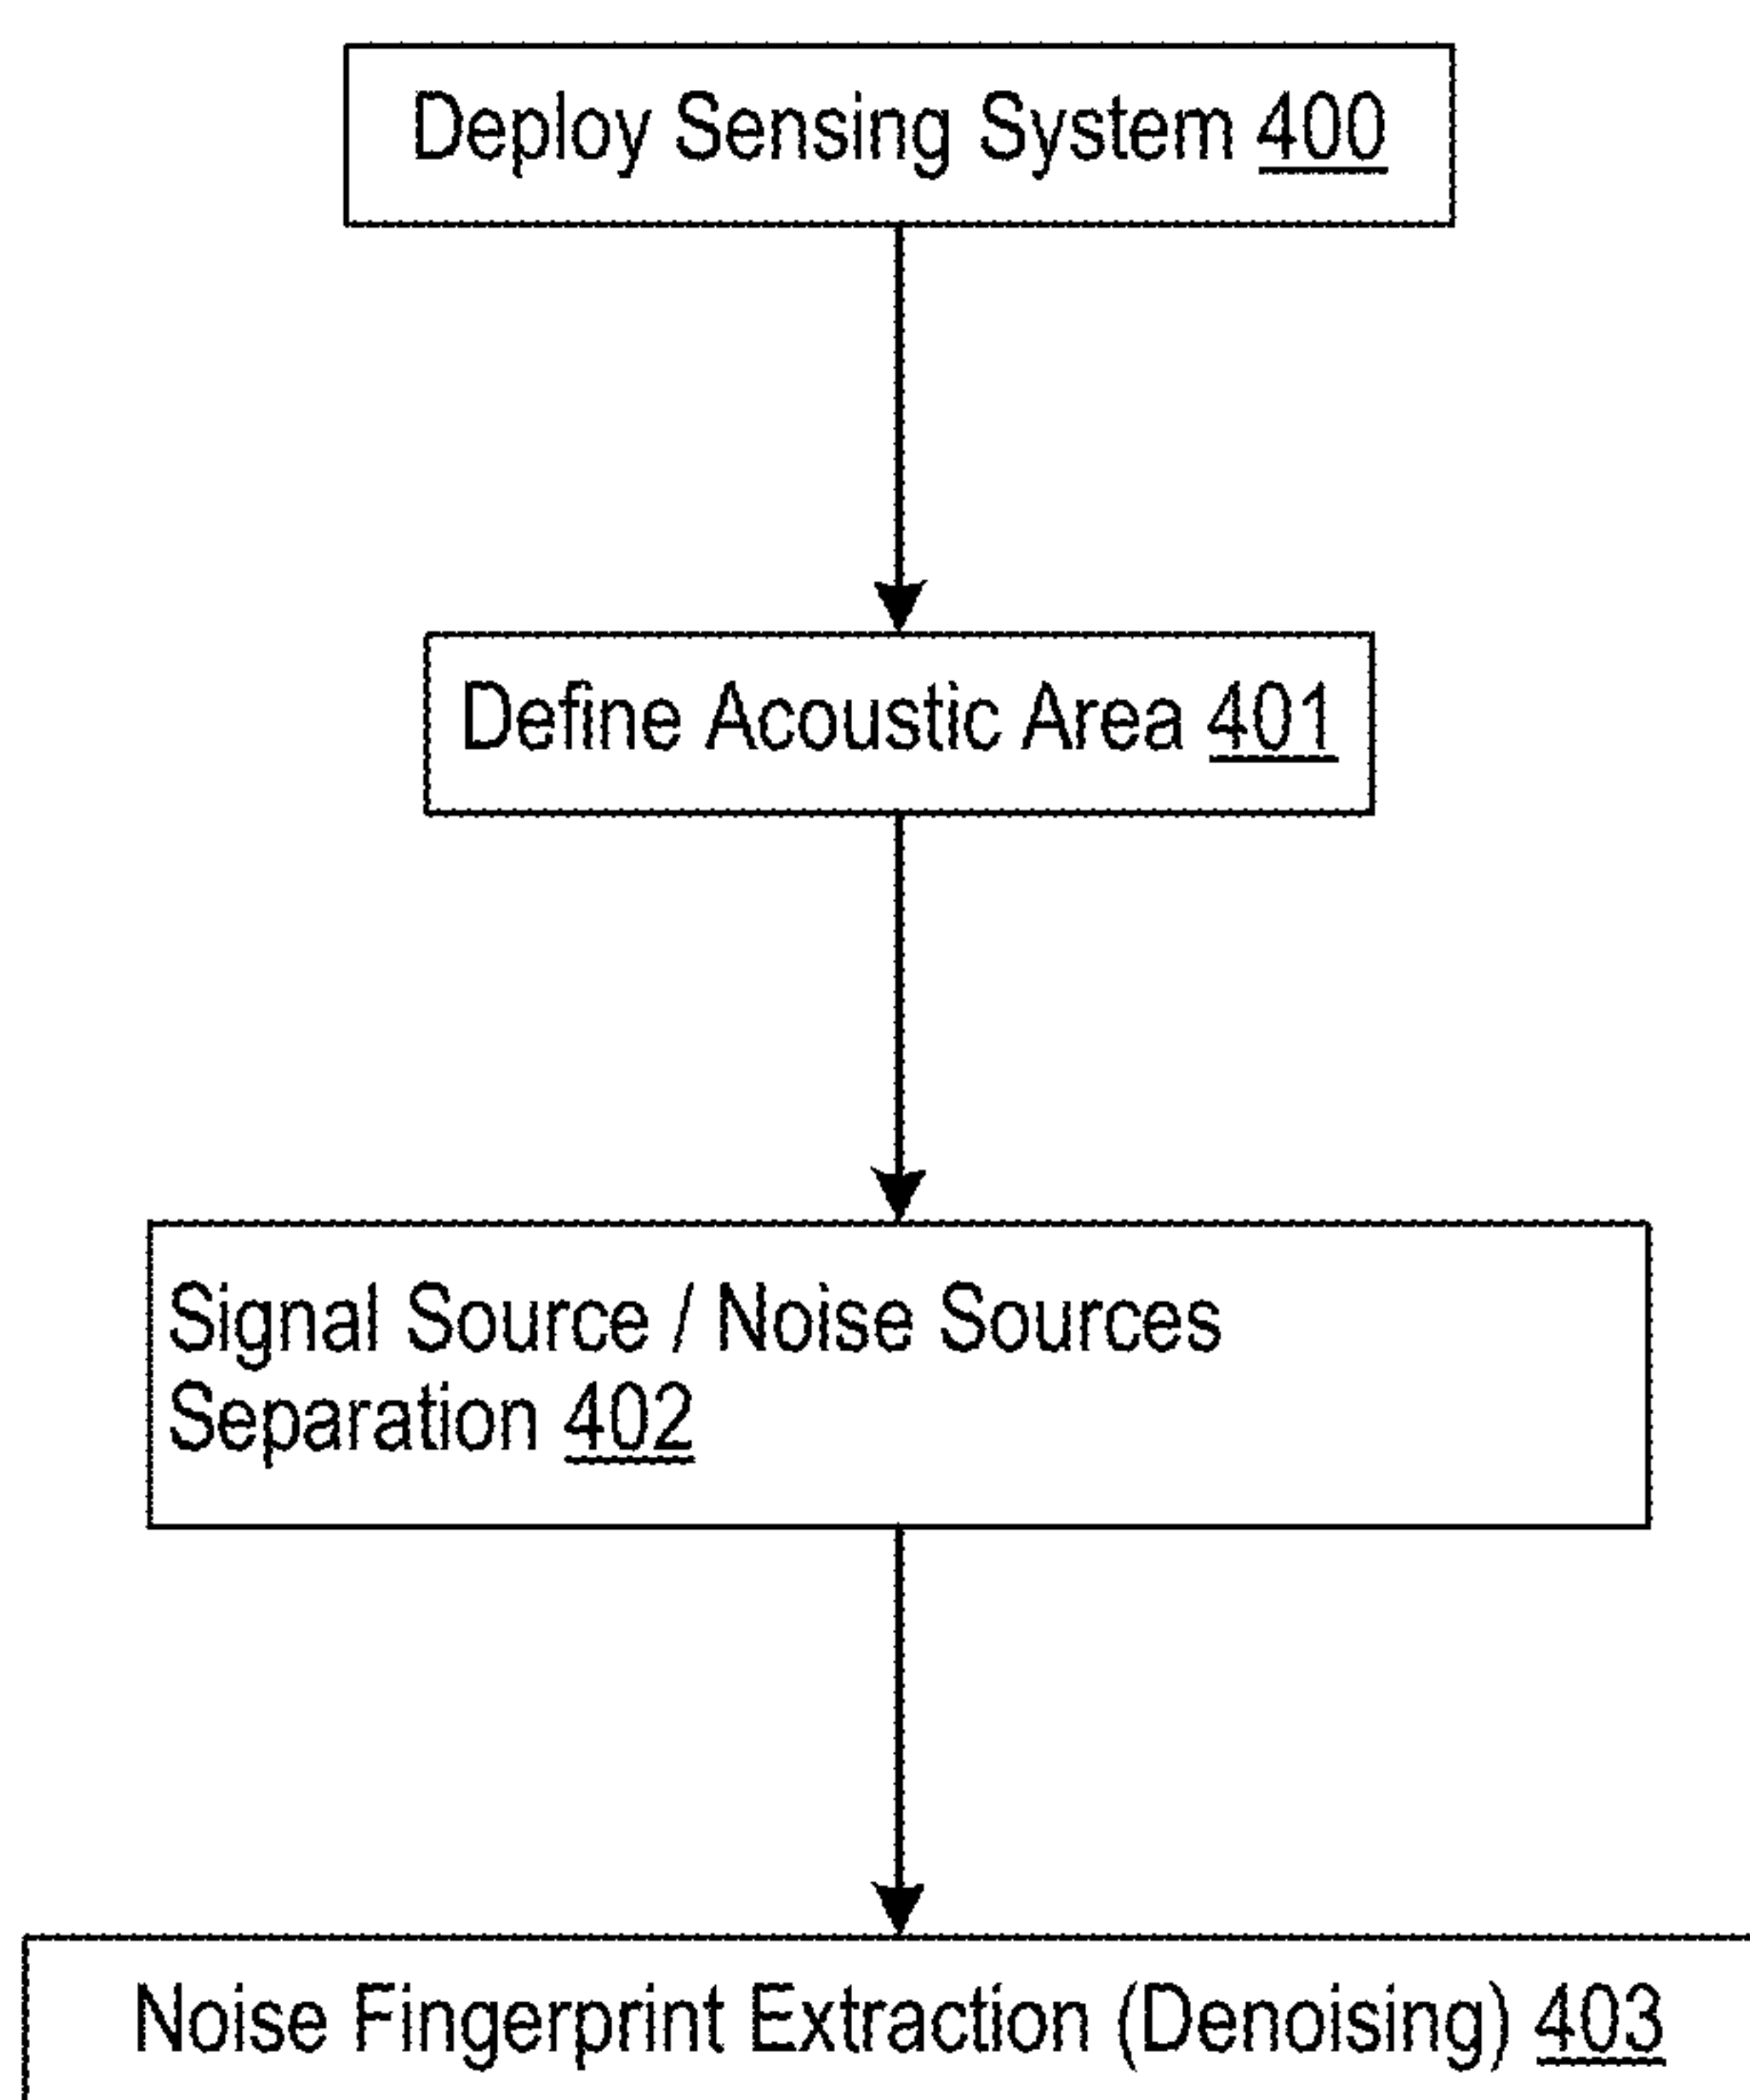 Deploy Sensing System 400
Define Acoustic Area 401
Signal Source / Noise Sources
Separation 402
Noise Fingerprint Extraction (Denoising) 403